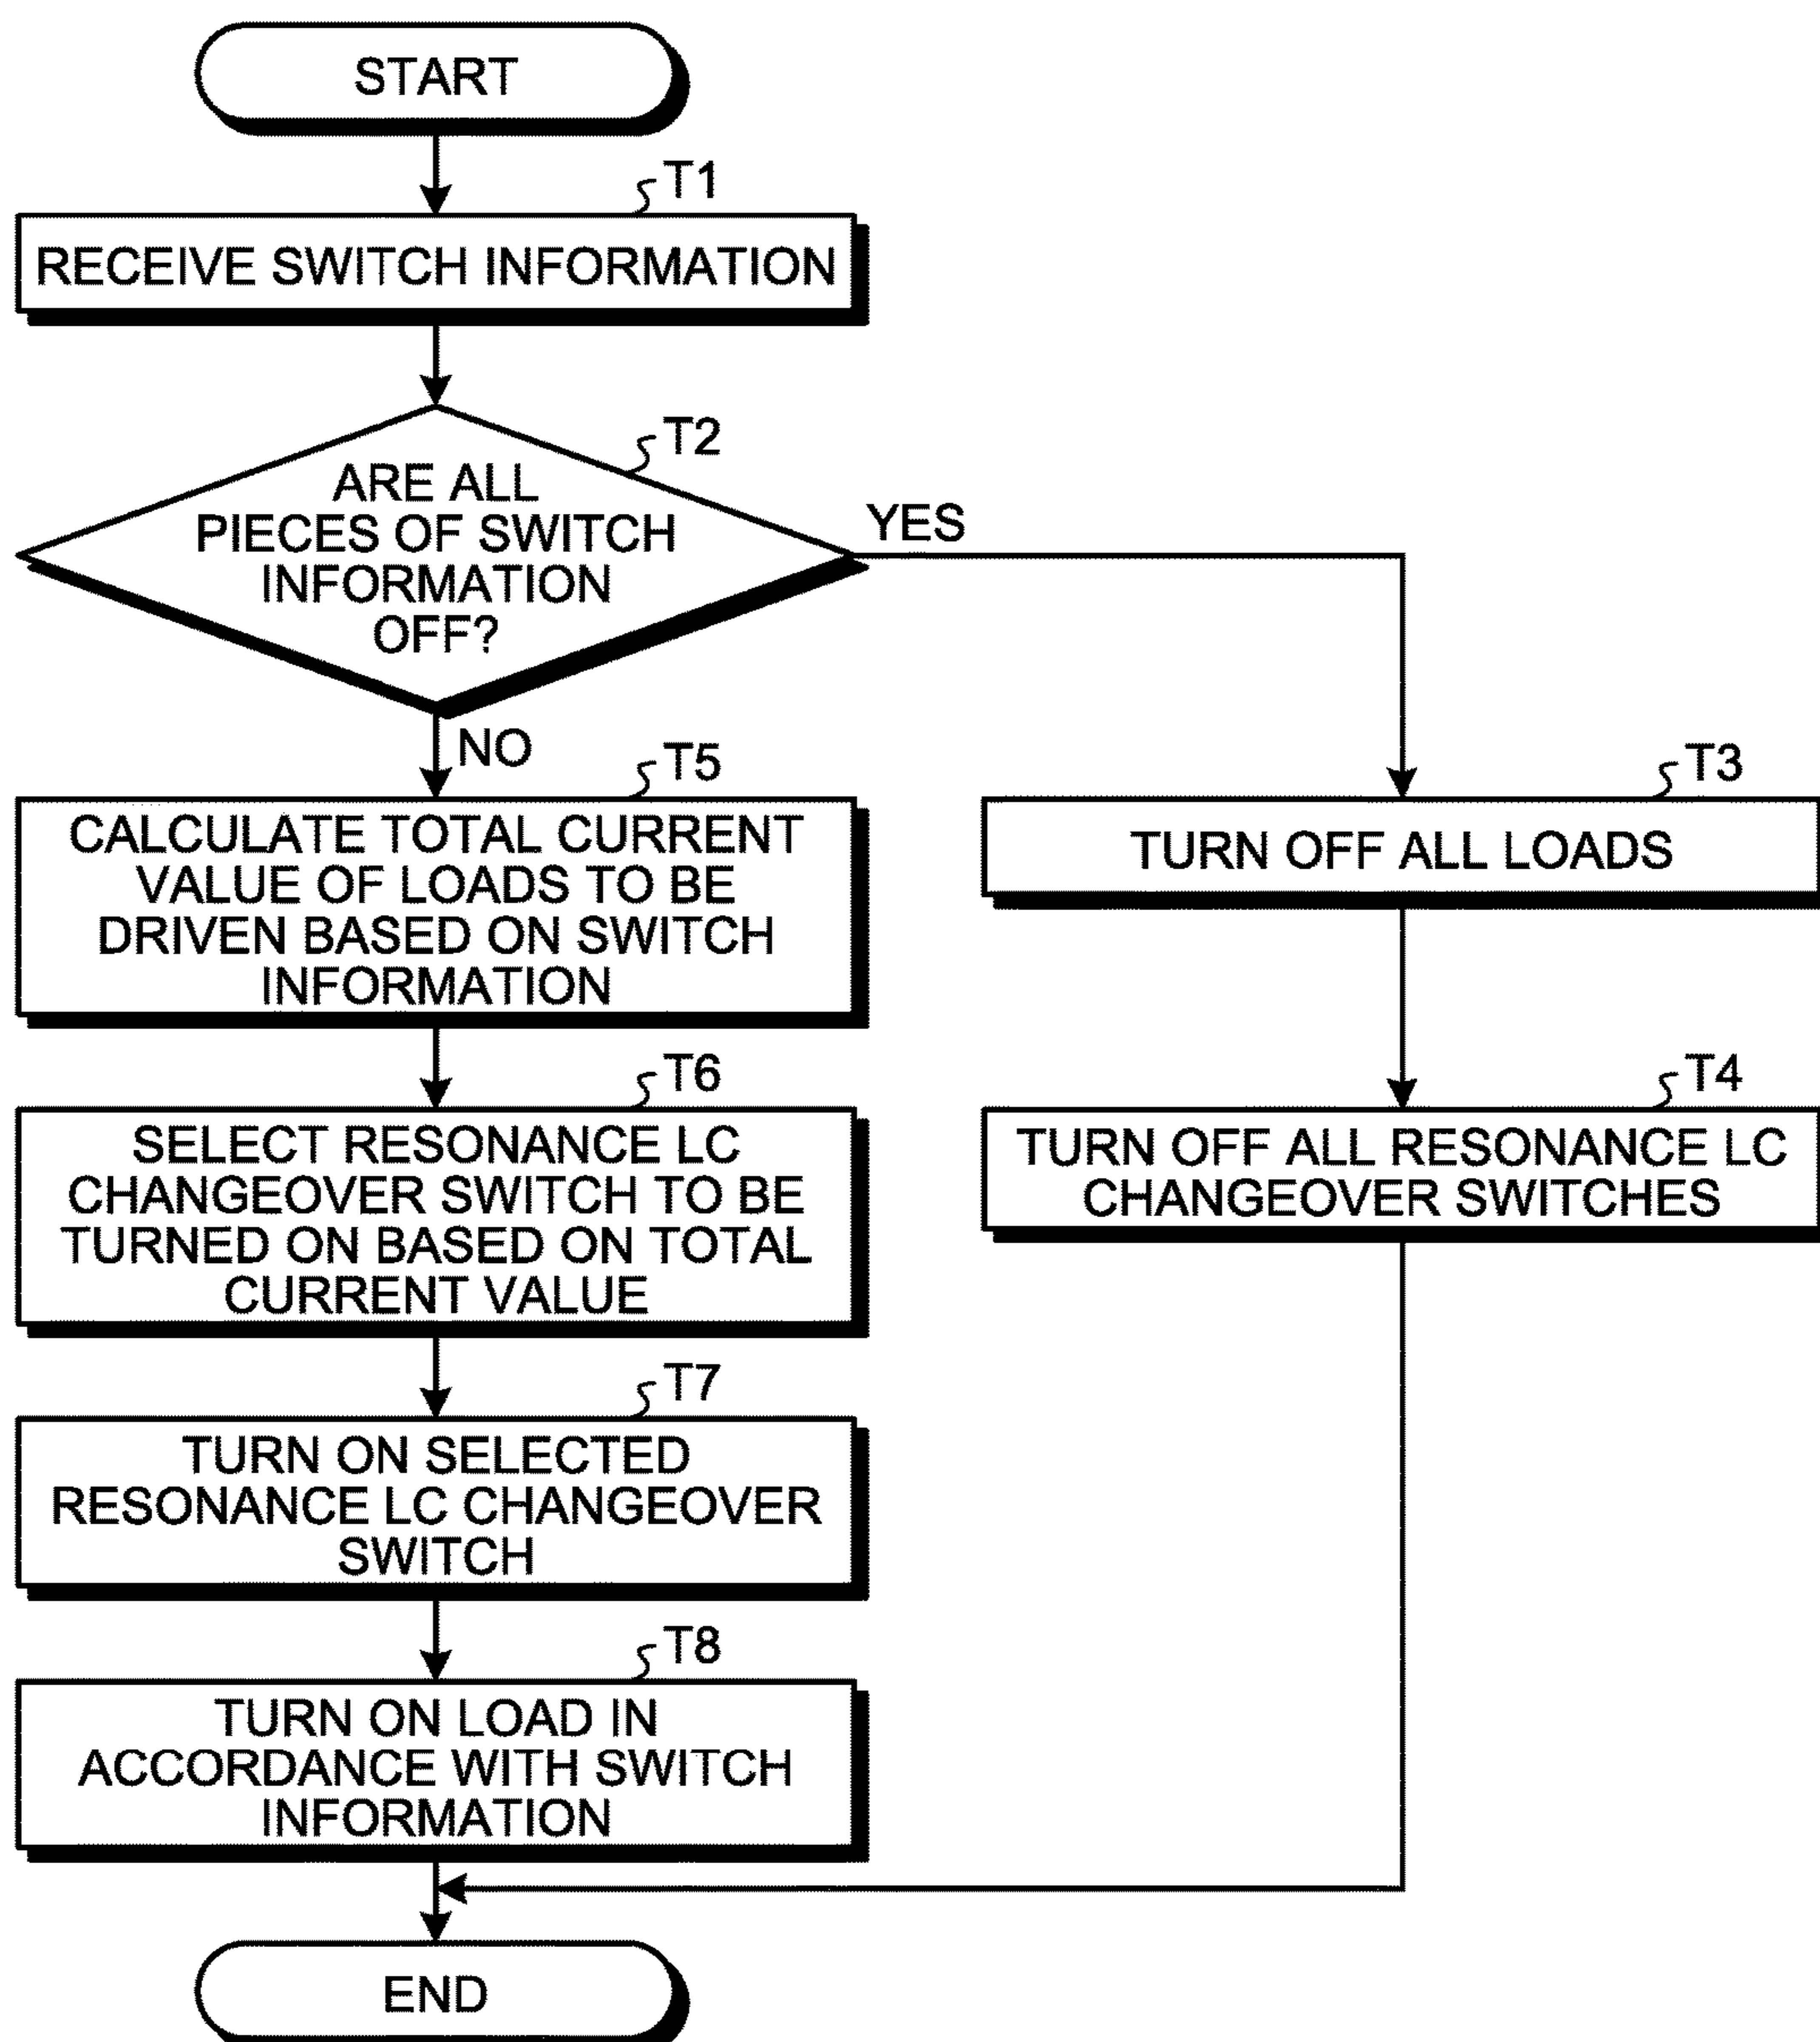 START
T1
RECEIVE SWITCH INFORMATION
T2
ARE ALL
PIECES OF SWITCH
INFORMATION
OFF?
YES
NO
T5
CALCULATE TOTAL CURRENT
VALUE OF LOADS TO BE
DRIVEN BASED ON SWITCH
INFORMATION
T3
TURN OFF ALL LOADS
T6
SELECT RESONANCE LC
CHANGEOVER SWITCH TO BE
TURNED ON BASED ON TOTAL
CURRENT VALUE
T4
TURN OFF ALL RESONANCE LC
CHANGEOVER SWITCHES
T7
TURN ON SELECTED
RESONANCE LC CHANGEOVER
SWITCH
T8
TURN ON LOAD IN
ACCORDANCE WITH SWITCH
INFORMATION
END